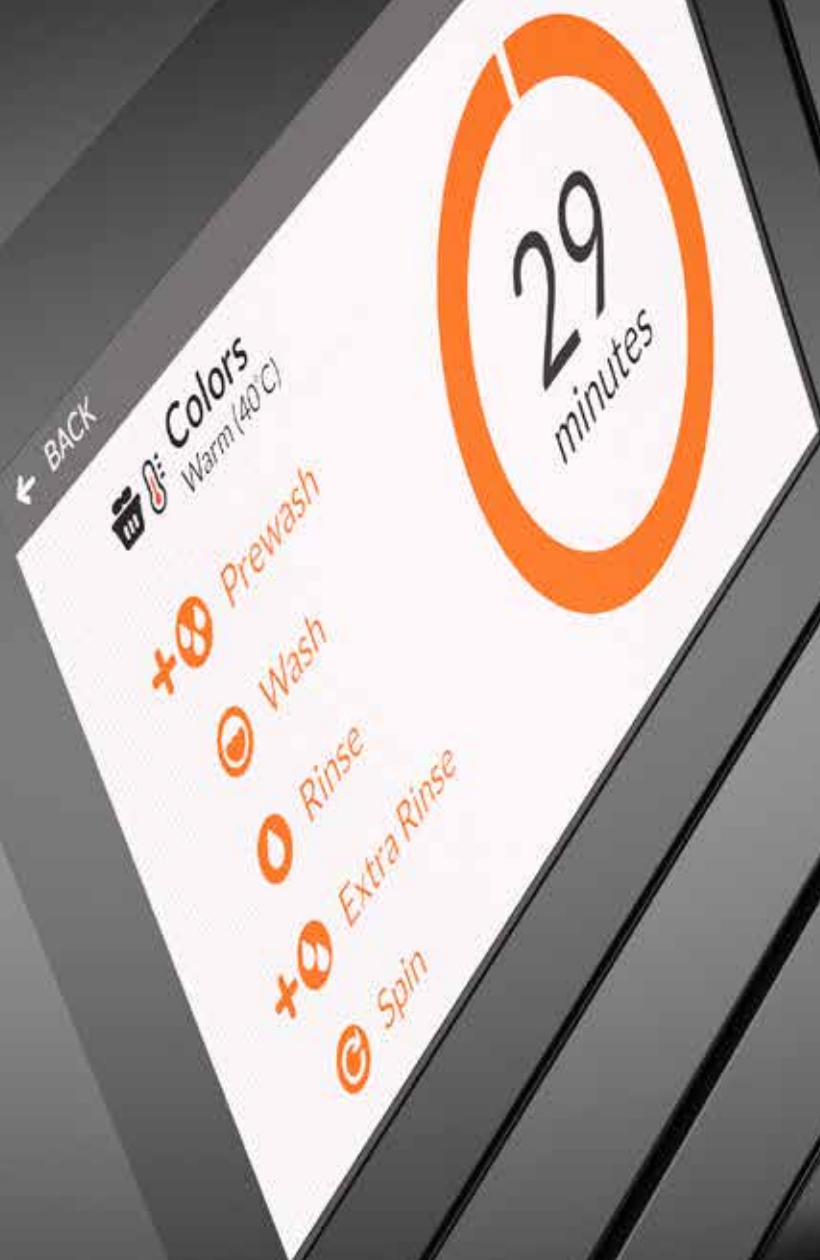 BACK
Colors
Warm (40°C)
Prewash
Wash
Rinse
Extra Rinse
Spin
29
minutes